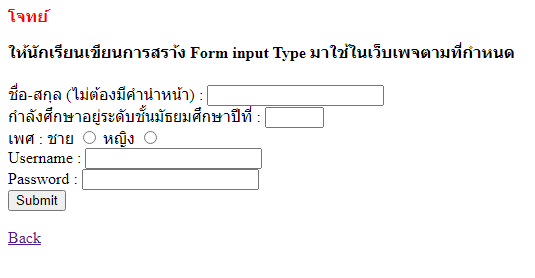 โจทย์
ให้นักเรียนเขียนการสร้าง Form input Type มาใช้ในเว็บเพจตามที่กำหนด
ชื่อ-สกุล (ไม่ต้องมีคำนำหน้า) :
กำลังศึกษาอยู่ระดับชั้นมัธยมศึกษาปีที่ :
เพศ : ชาย หญิง
Username :
Password :
Submit
Back